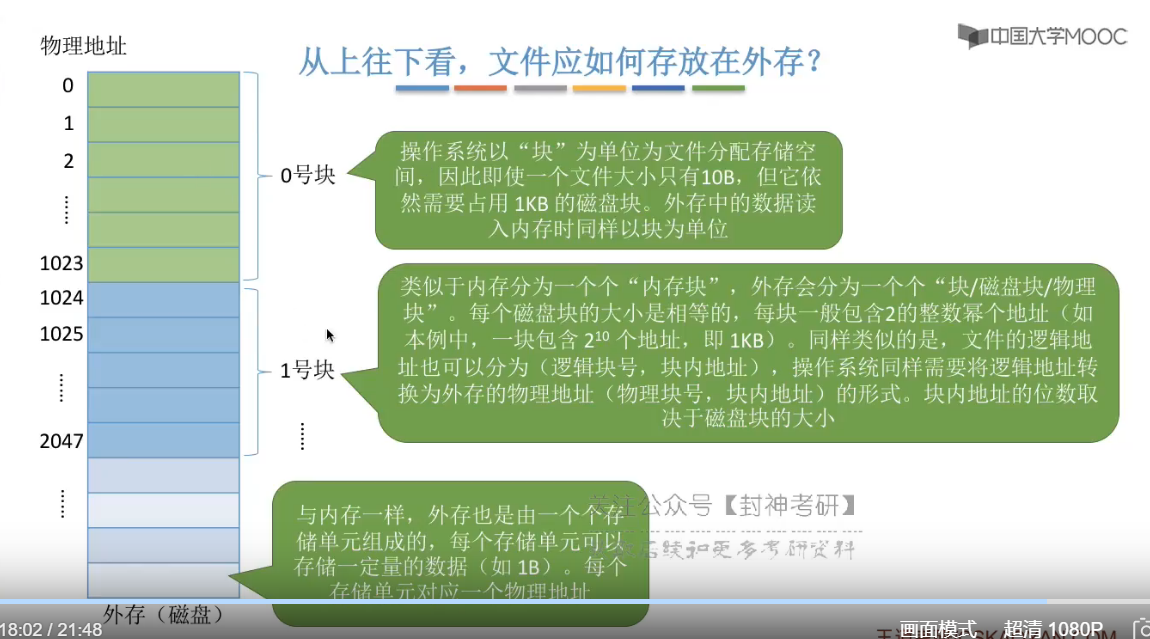 物理地址
中国大学MOOC
从上往下看，文件应如何存放在外存？
0
1
2
1023
1024
1025
2047
0号块
1号块
操作系统以“块”为单位为文件分配存储空
间，因此即使一个文件大小只有10B，但它依
然需要占用 1KB 的磁盘块。外存中的数据读
入内存时同样以块为单位
类似于内存分为一个个“内存块”，外存会分为一个个“块/磁盘块/物理
块”。每个磁盘块的大小是相等的，每块一般包含2的整数幂个地址（如
本例中，一块包含 2¹⁰ 个地址，即 1KB）。同样类似的是，文件的逻辑地
址也可以分为（逻辑块号，块内地址），操作系统同样需要将逻辑地址转
换为外存的物理地址（物理块号，块内地址）的形式。块内地址的位数取
决于磁盘块的大小
与内存一样，外存也是由一个个存
储单元组成的，每个存储单元可以
存储一定量的数据（如 1B）。每个
存储单元对应一个物理地址
关注公众号【封神考研】
后续和更多考研资料
外存（磁盘）
18:02 / 21:48
画面模式
超清 1080P